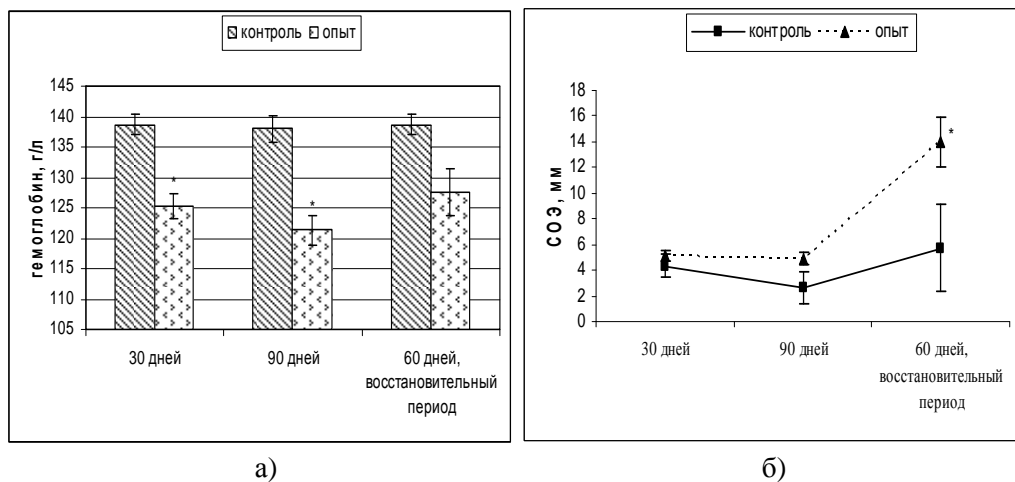 контроль опыт
гемоглобин, г/л
145
140
135
130
125
120
115
110
105
*
*
30 дней
90 дней
60 дней,
восстановительный
период
а)
контроль опыт
СОЭ, мм
18
16
14
12
10
8
6
4
2
0
*
30 дней
90 дней
60 дней,
восстановительный
период
б)